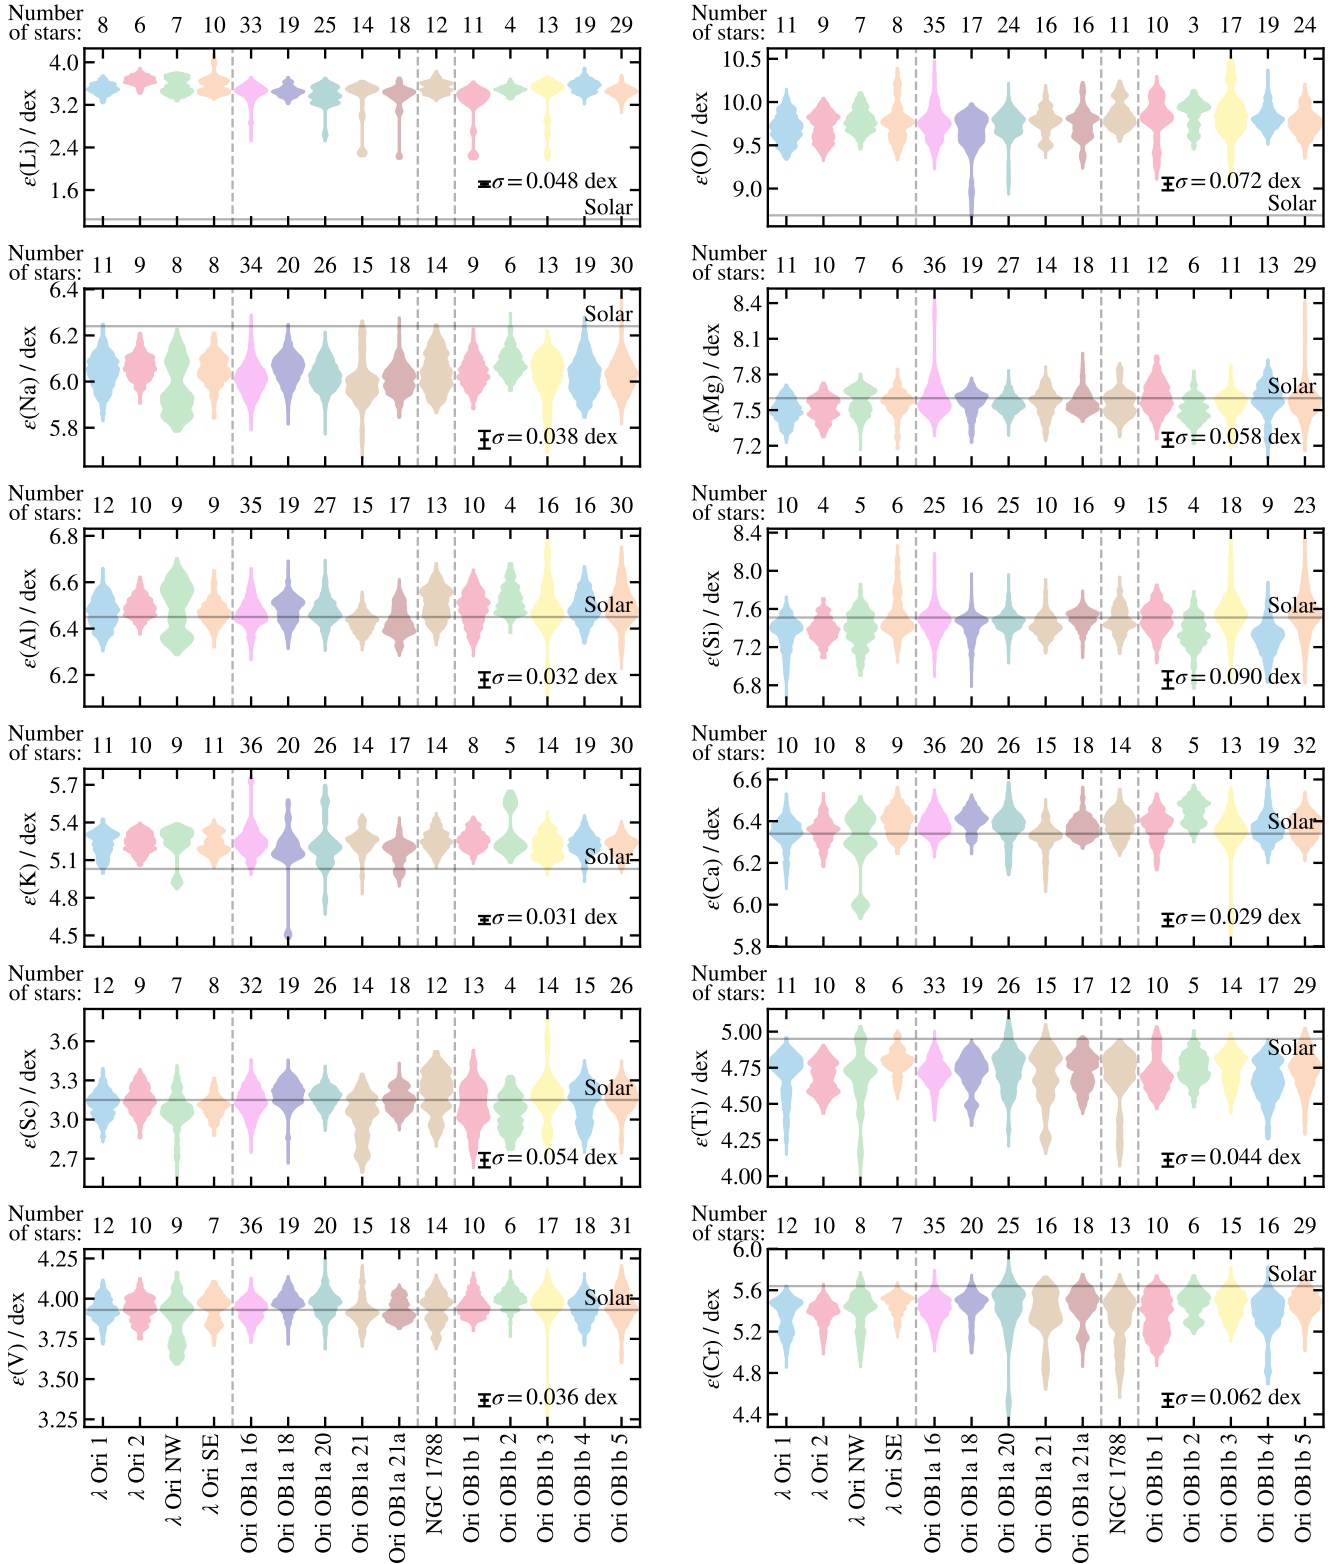 Number
of stars: 8 6 7 10 33 19 25 14 18 12 11 4 10 19 29
4.0
3.2
2.4
1.6
ε(Li) / dex
σ = 0.048 dex
Solar
Number
of stars: 11 9 7 8 35 17 24 16 16 11 10 3 17 19 24
10.5
10.0
9.5
9.0
ε(O) / dex
σ = 0.072 dex
Solar
Number
of stars: 11 9 8 8 34 20 26 15 18 14 9 6 13 19 30
6.4
6.2
6.0
5.8
ε(Na) / dex
Solar
σ = 0.038 dex
Number
of stars: 11 10 7 6 36 19 27 14 18 11 12 6 11 13 29
8.4
8.1
7.8
7.5
7.2
ε(Mg) / dex
Solar
σ = 0.058 dex
Number
of stars: 12 10 9 9 35 19 27 15 17 13 10 4 16 16 30
6.8
6.6
6.4
6.2
ε(Al) / dex
Solar
σ = 0.032 dex
Number
of stars: 10 4 5 6 25 16 25 10 16 9 15 4 18 9 23
8.4
8.0
7.6
7.2
6.8
ε(Si) / dex
Solar
σ = 0.090 dex
Number
of stars: 11 10 9 11 36 20 26 14 17 14 8 5 14 19 30
5.7
5.4
5.1
4.8
4.5
ε(K) / dex
Solar
σ = 0.031 dex
Number
of stars: 10 10 8 9 36 20 26 15 18 14 8 5 13 19 32
6.6
6.4
6.2
6.0
5.8
ε(Ca) / dex
Solar
σ = 0.029 dex
Number
of stars: 12 9 7 8 32 19 26 14 18 12 13 4 14 15 26
3.6
3.3
3.0
2.7
ε(Sc) / dex
Solar
σ = 0.054 dex
Number
of stars: 11 10 8 6 33 19 26 15 17 12 10 5 14 17 29
5.00
4.75
4.50
4.25
4.00
ε(Ti) / dex
Solar
σ = 0.044 dex
Number
of stars: 12 10 9 7 36 19 20 15 18 14 10 6 17 18 31
4.25
4.00
3.75
3.50
3.25
ε(V) / dex
Solar
σ = 0.036 dex
Number
of stars: 12 10 8 7 35 20 25 16 18 13 10 6 15 16 29
6.0
5.6
5.2
4.8
4.4
ε(Cr) / dex
Solar
σ = 0.062 dex
λ Ori 1
λ Ori 2
λ Ori NW
λ Ori SE
Ori OB1a 16
Ori OB1a 18
Ori OB1a 20
Ori OB1a 21
Ori OB1a 21a
NGC 1788
Ori OB1b 1
Ori OB1b 2
Ori OB1b 3
Ori OB1b 4
Ori OB1b 5
λ Ori 1
λ Ori 2
λ Ori NW
λ Ori SE
Ori OB1a 16
Ori OB1a 18
Ori OB1a 20
Ori OB1a 21
Ori OB1a 21a
NGC 1788
Ori OB1b 1
Ori OB1b 2
Ori OB1b 3
Ori OB1b 4
Ori OB1b 5